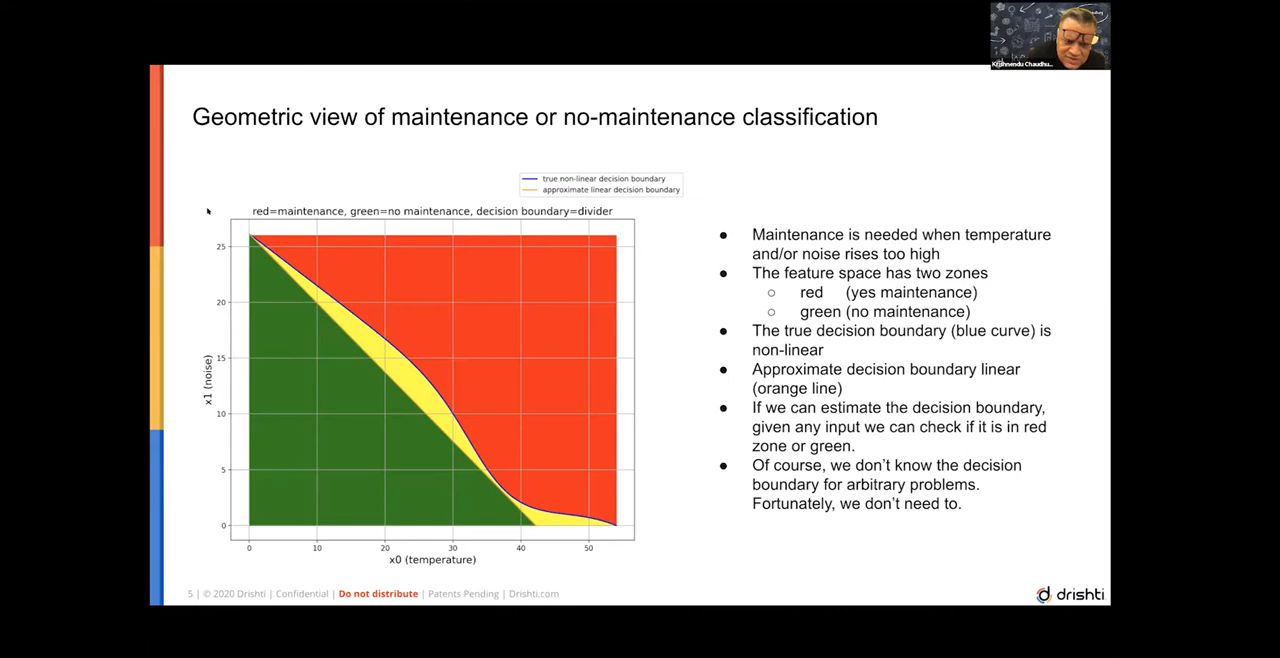 Krishnendu Chaudhu...
Geometric view of maintenance or no-maintenance classification
true non-linear decision boundary
approximate linear decision boundary
red=maintenance, green=no maintenance, decision boundary=divider
25
20
15
10
5
0
x1 (noise)
0 10 20 30 40 50
x0 (temperature)
● Maintenance is needed when temperature
and/or noise rises too high
● The feature space has two zones
○ red (yes maintenance)
○ green (no maintenance)
● The true decision boundary (blue curve) is
non-linear
● Approximate decision boundary linear
(orange line)
● If we can estimate the decision boundary,
given any input we can check if it is in red
zone or green.
● Of course, we don't know the decision
boundary for arbitrary problems.
Fortunately, we don't need to.
5 | © 2020 Drishti | Confidential | Do not distribute | Patents Pending | Drishti.com
drishti